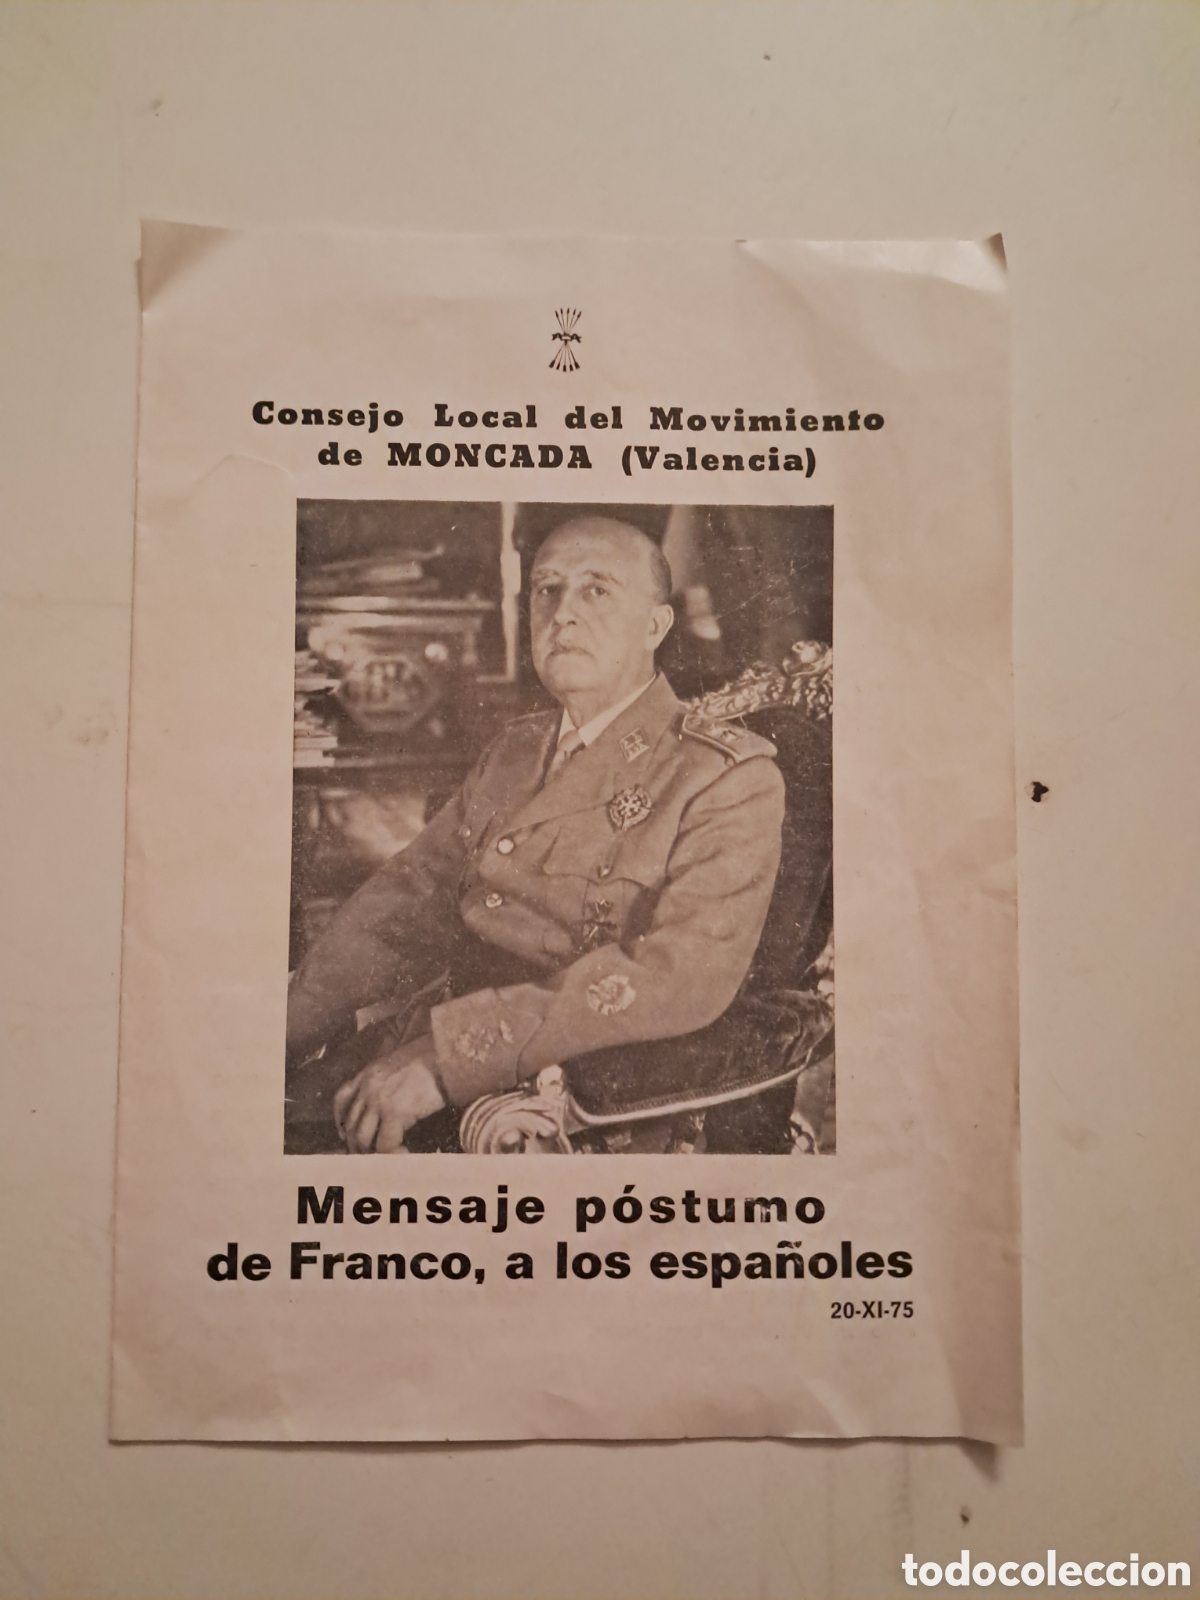 Consejo Local del Movimiento
de MONCADA (Valencia)
Mensaje póstumo
de Franco, a los españoles
20-XI-75
todocoleccion